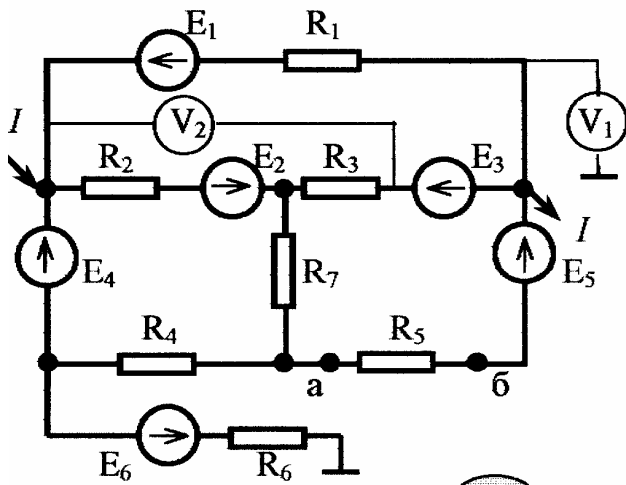 E₁ R₁
I V₂ V₁
R₂ E₂ R₃ E₃
I
E₄ R₇ E₅
R₄ R₅
а б
E₆ R₆